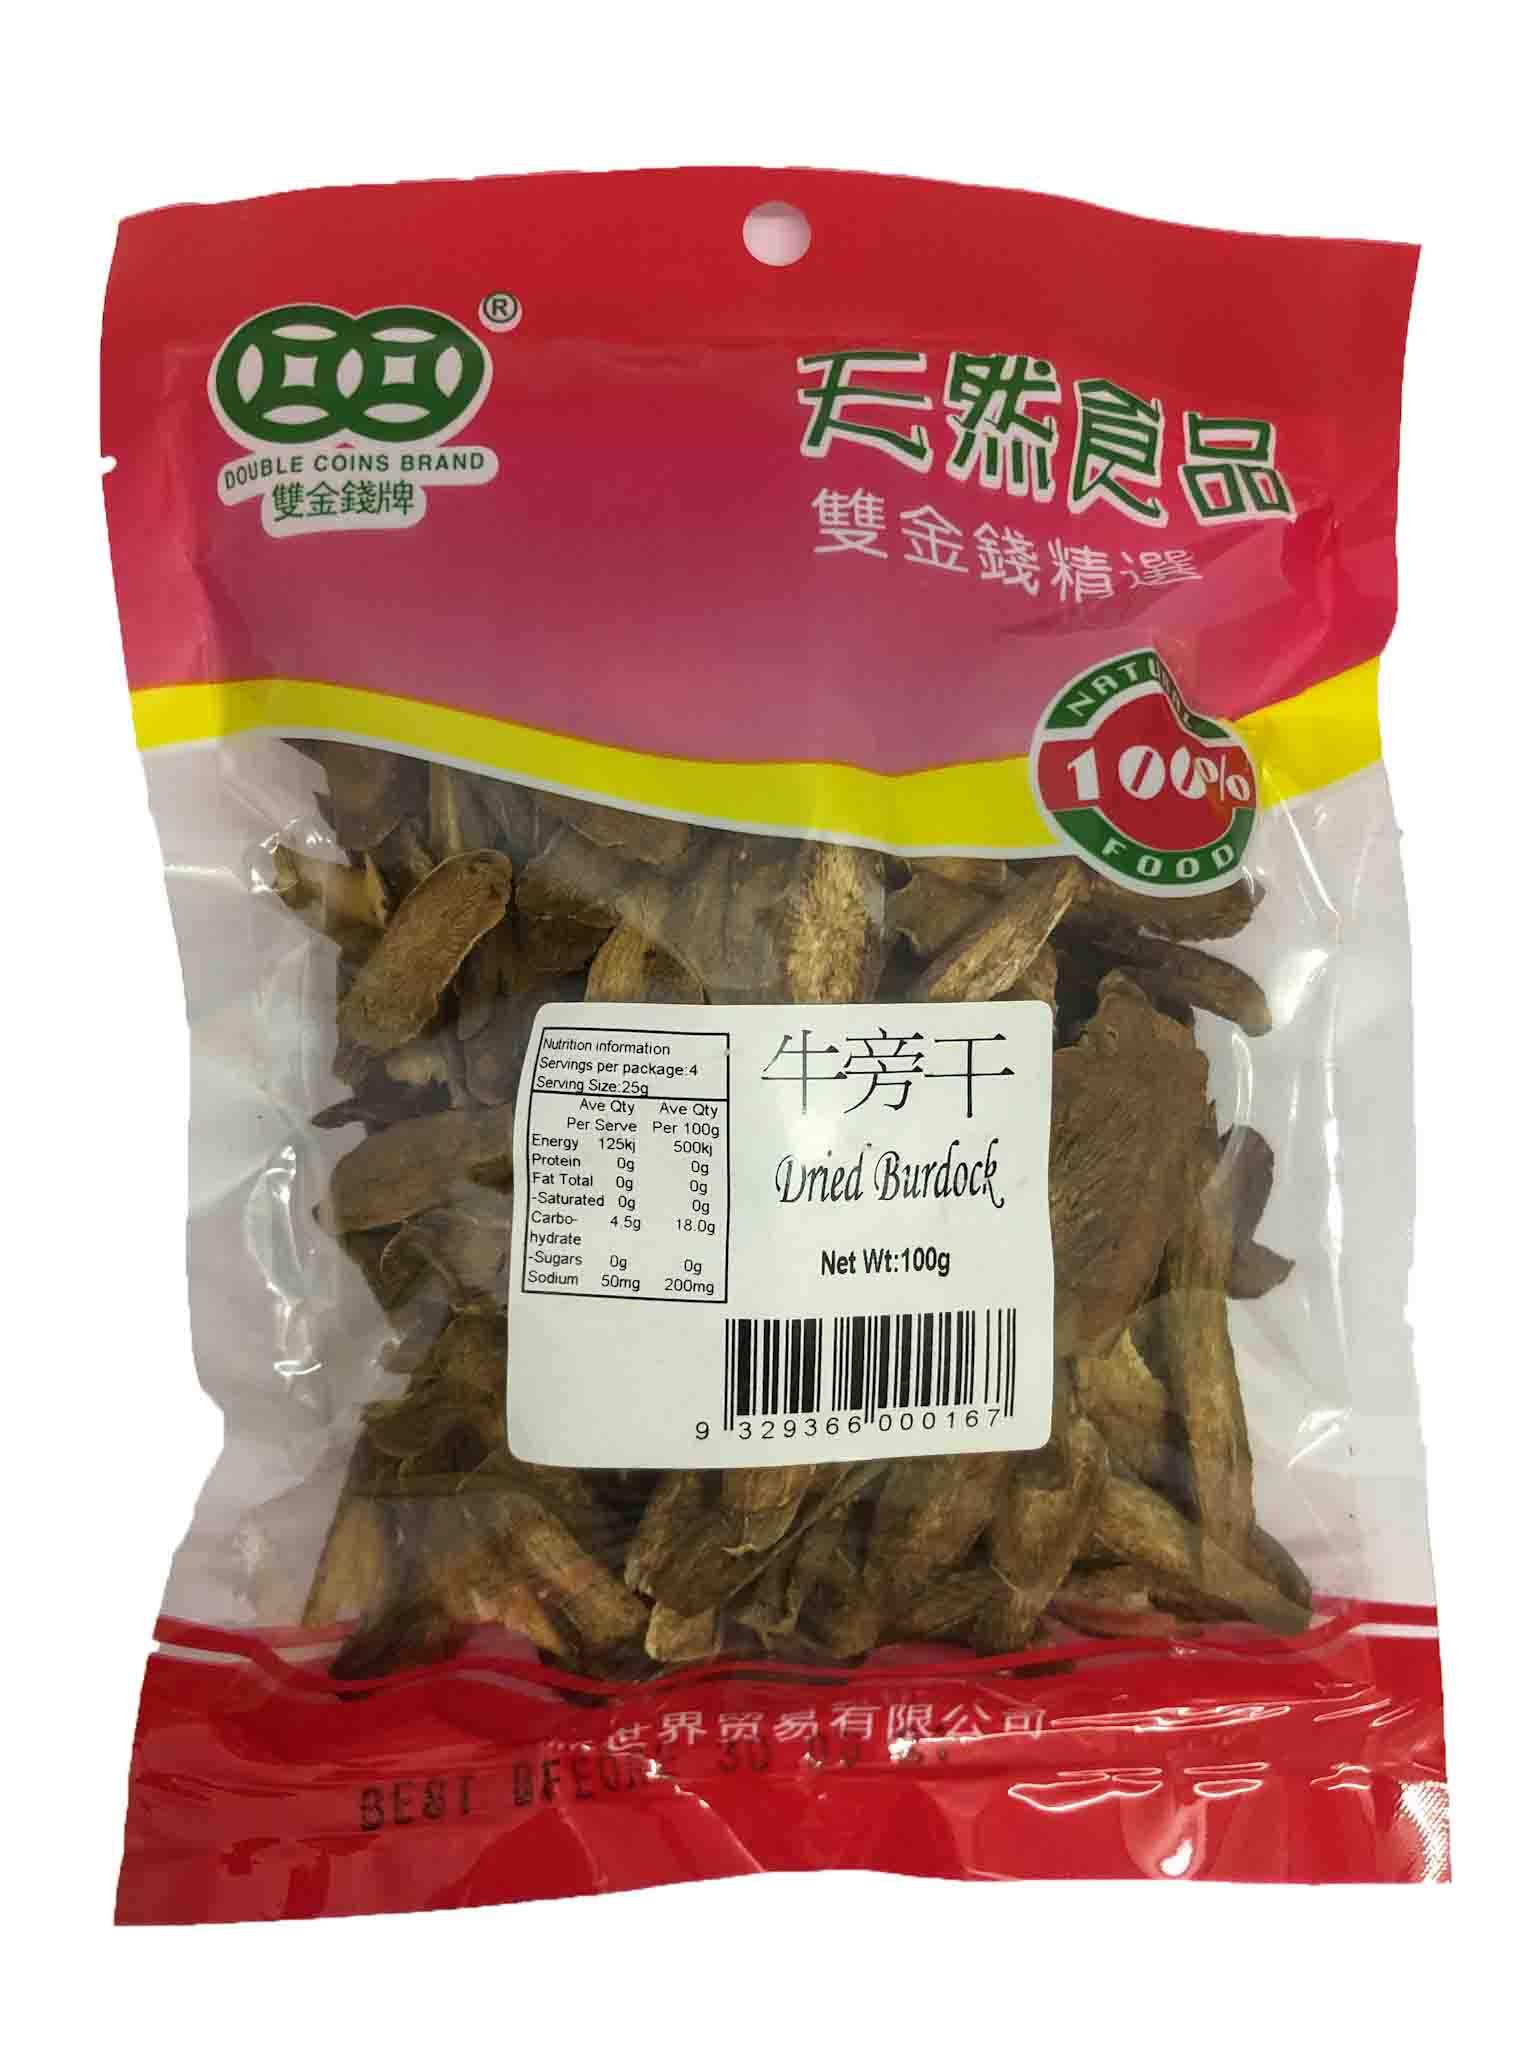 ®
DOUBLE COINS BRAND
雙金錢牌
天然食品
雙金錢精選
NATURAL
100%
FOOD
Nutrition information
Servings per package:4
Serving Size:25g
Ave Qty Ave Qty
Per Serve Per 100g
Energy 125kj 500kj
Protein 0g 0g
Fat Total 0g 0g
-Saturated 0g 0g
Carbo- 4.5g 18.0g
hydrate
-Sugars 0g 0g
Sodium 50mg 200mg
牛旁干
Dried Burdock
Net Wt:100g
9 329366 000167
世界贸易有限公司
BEST BEFORE 30